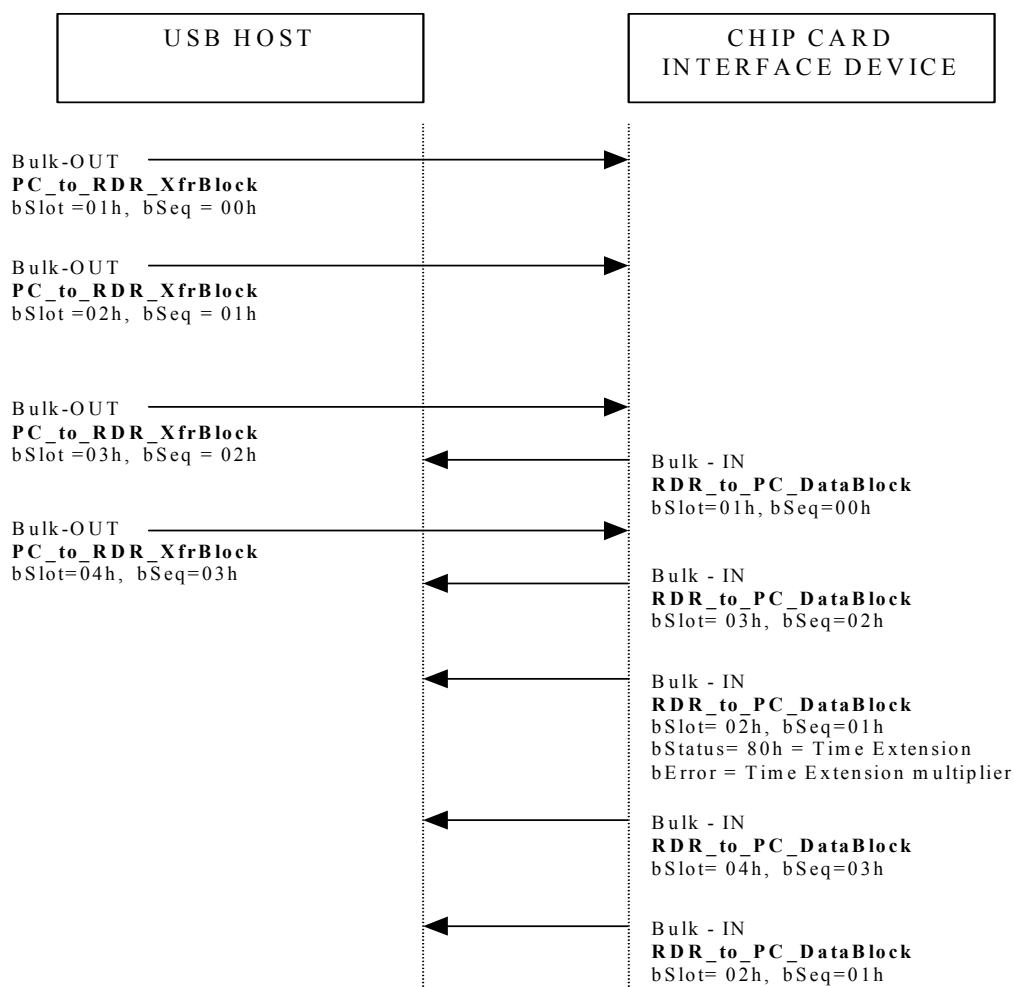 USB HOST
CHIP CARD
INTERFACE DEVICE
Bulk-OUT
PC_to_RDR_XfrBlock
bSlot =01h, bSeq = 00h
Bulk-OUT
PC_to_RDR_XfrBlock
bSlot =02h, bSeq = 01h
Bulk-OUT
PC_to_RDR_XfrBlock
bSlot =03h, bSeq = 02h
Bulk - IN
RDR_to_PC_DataBlock
bSlot=01h, bSeq=00h
Bulk-OUT
PC_to_RDR_XfrBlock
bSlot=04h, bSeq=03h
Bulk - IN
RDR_to_PC_DataBlock
bSlot= 03h, bSeq=02h
Bulk - IN
RDR_to_PC_DataBlock
bSlot= 02h, bSeq=01h
bStatus= 80h = Time Extension
bError = Time Extension multiplier
Bulk - IN
RDR_to_PC_DataBlock
bSlot= 04h, bSeq=03h
Bulk - IN
RDR_to_PC_DataBlock
bSlot= 02h, bSeq=01h